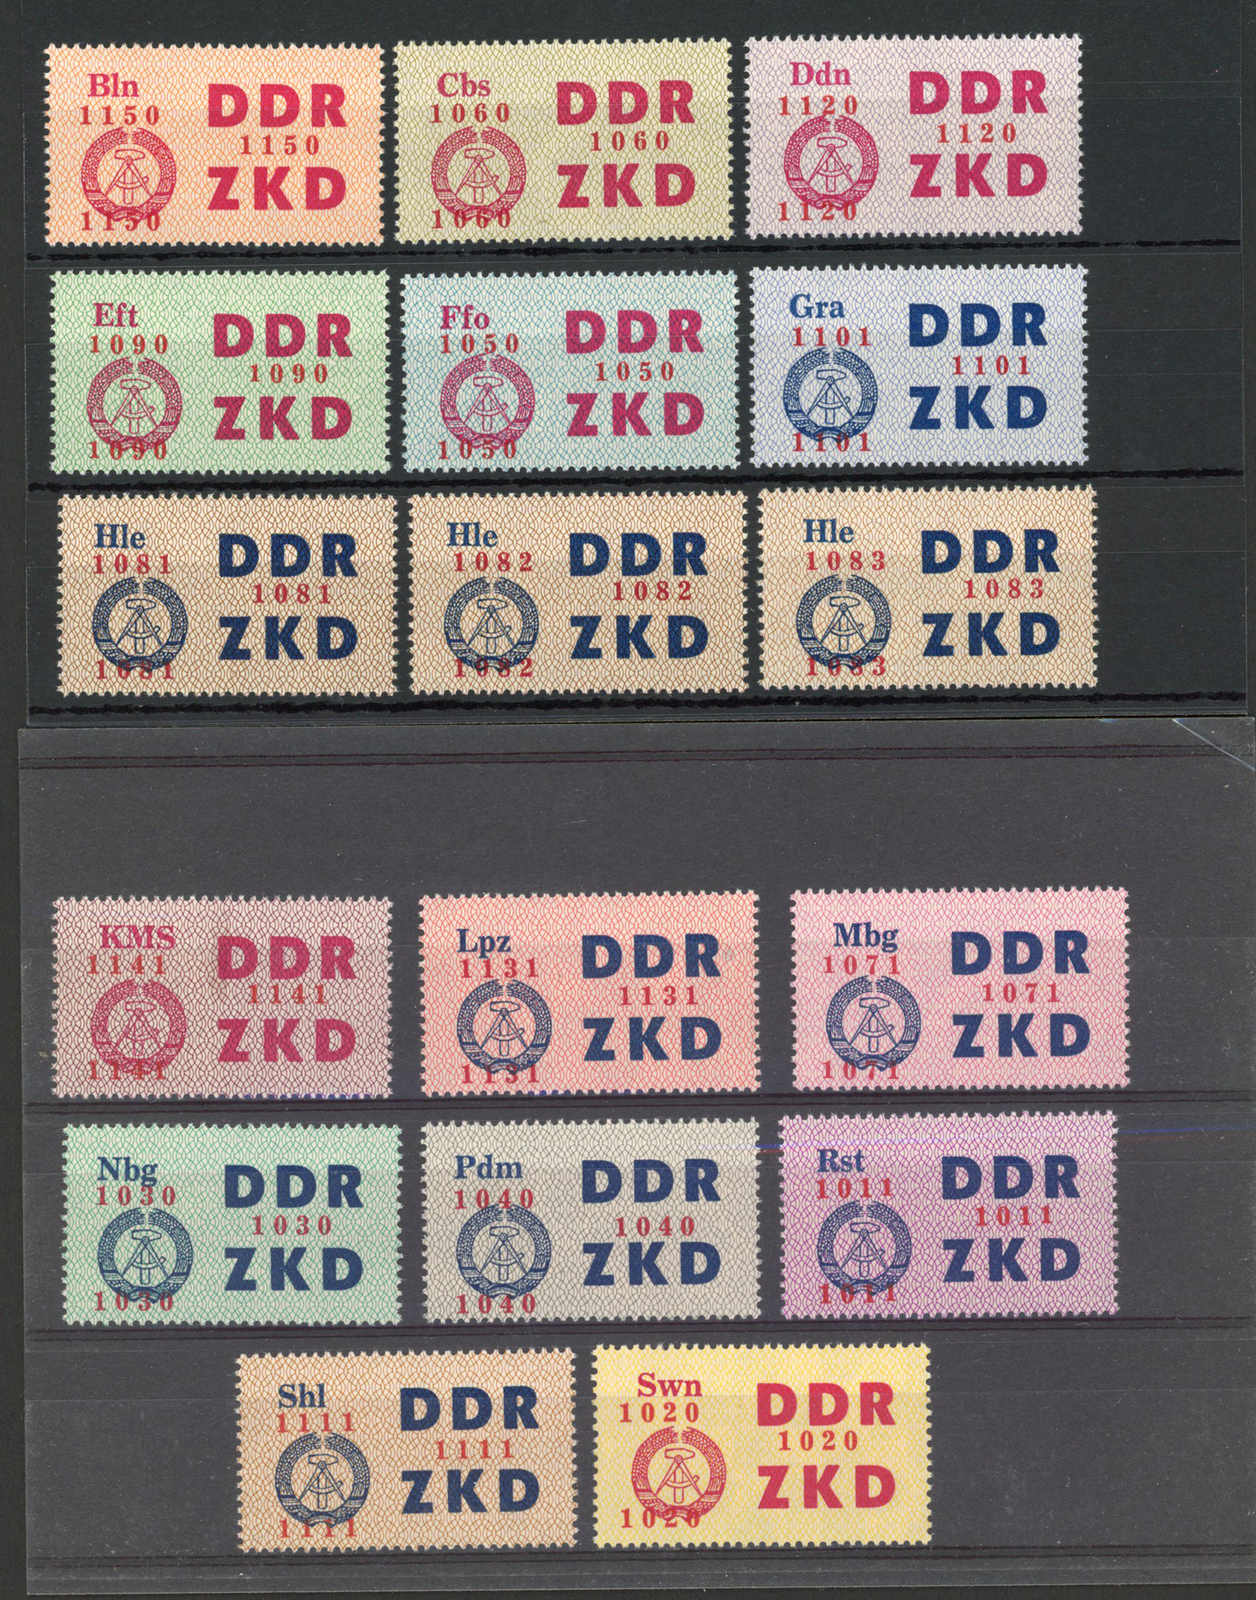 Bln
1150
DDR
1150
ZKD
1150
Cbs
1060
DDR
1060
ZKD
1060
Ddn
1120
DDR
1120
ZKD
1120
Eft
1090
DDR
1090
ZKD
1090
Ffo
1050
DDR
1050
ZKD
1050
Gra
1101
DDR
1101
ZKD
1101
Hle
1081
DDR
1081
ZKD
1081
Hle
1082
DDR
1082
ZKD
1082
Hle
1083
DDR
1083
ZKD
1083
KMS
1141
DDR
1141
ZKD
1141
Lpz
1131
DDR
1131
ZKD
1131
Mbg
1071
DDR
1071
ZKD
1071
Nbg
1030
DDR
1030
ZKD
1030
Pdm
1040
DDR
1040
ZKD
1040
Rst
1011
DDR
1011
ZKD
1011
Shl
1111
DDR
1111
ZKD
1111
Swn
1020
DDR
1020
ZKD
1020